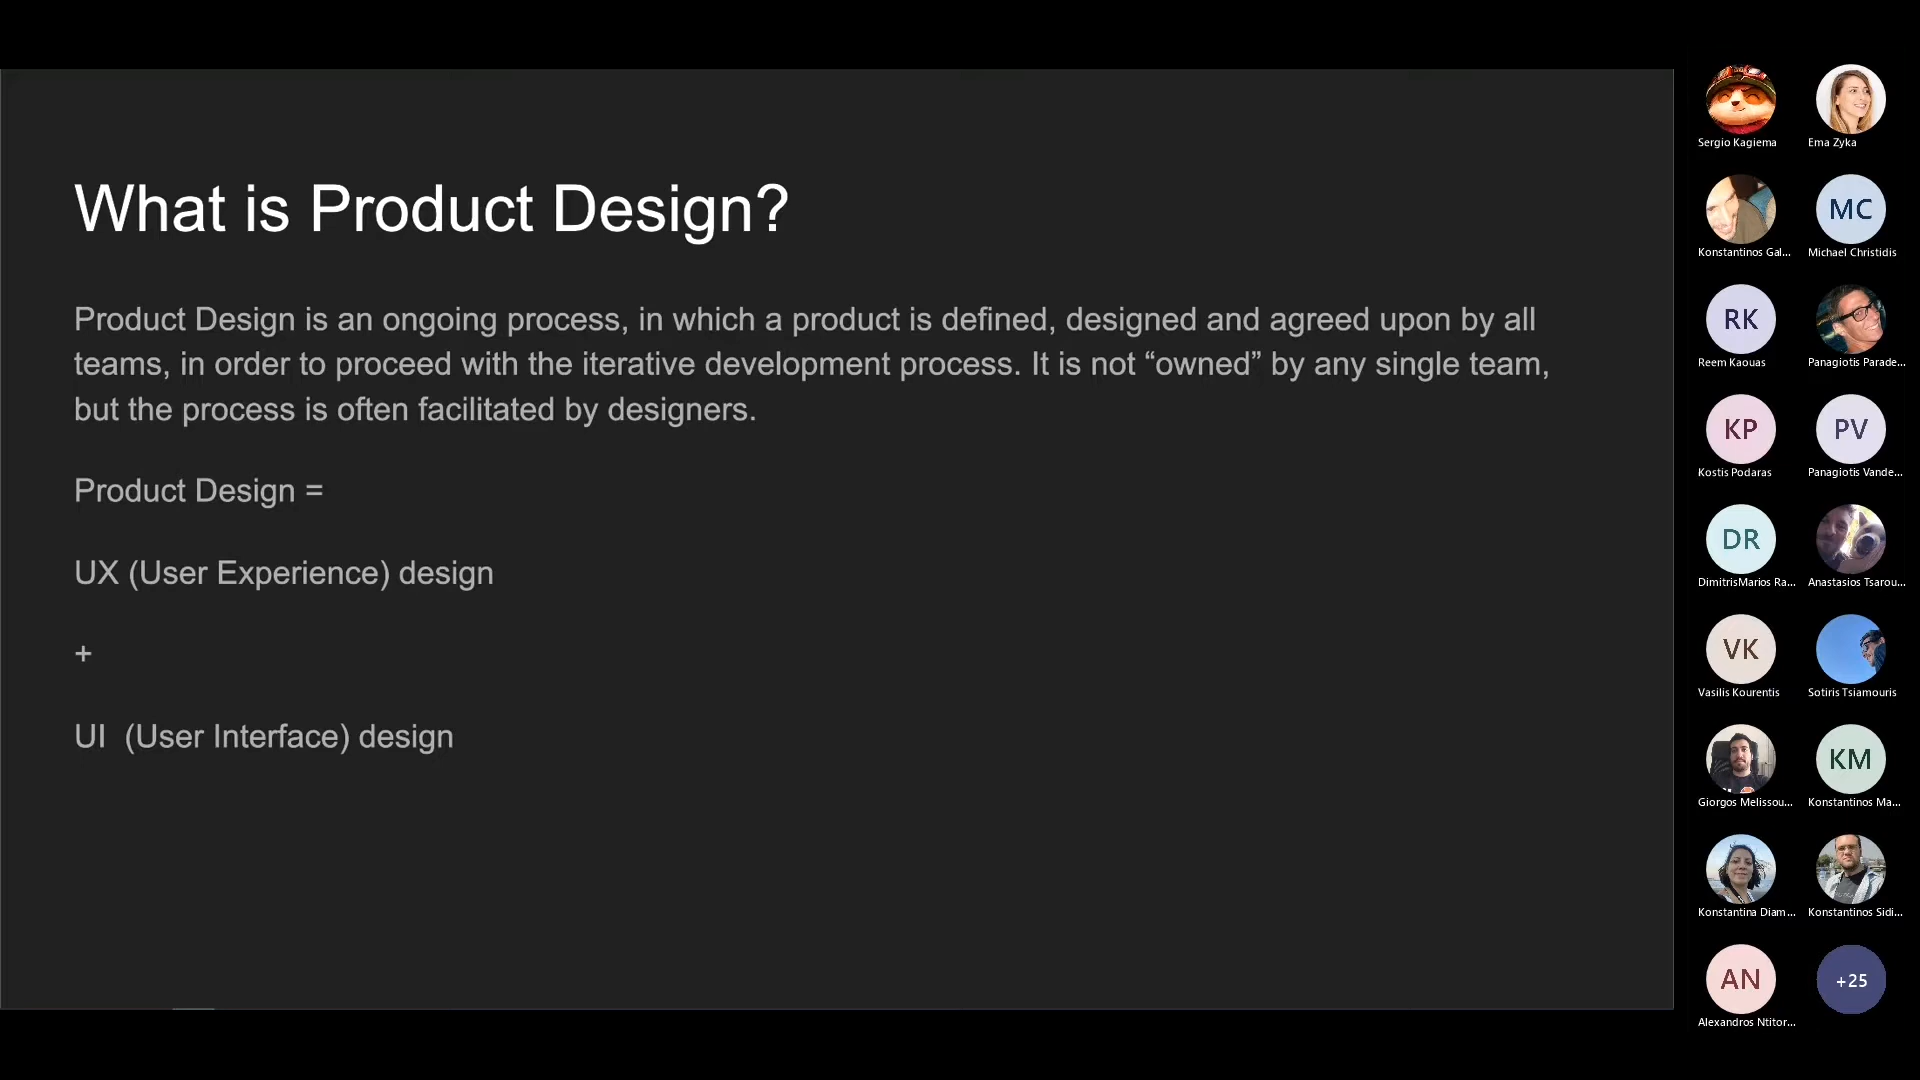 What is Product Design?
Product Design is an ongoing process, in which a product is defined, designed and agreed upon by all
teams, in order to proceed with the iterative development process. It is not “owned” by any single team,
but the process is often facilitated by designers.
Product Design =
UX (User Experience) design
+
UI  (User Interface) design
Sergio Kagiema
Ema Zyka
Konstantinos Gal...
MC
Michael Christidis
RK
Reem Kaouas
Panagiotis Parade...
KP
Kostis Podaras
PV
Panagiotis Vande...
DR
DimitrisMarios Ra...
Anastasios Tsarou...
VK
Vasilis Kourentis
Sotiris Tsiamouris
Giorgos Melissou...
KM
Konstantinos Ma...
Konstantina Diam...
Konstantinos Sidi...
AN
Alexandros Ntitor...
+25